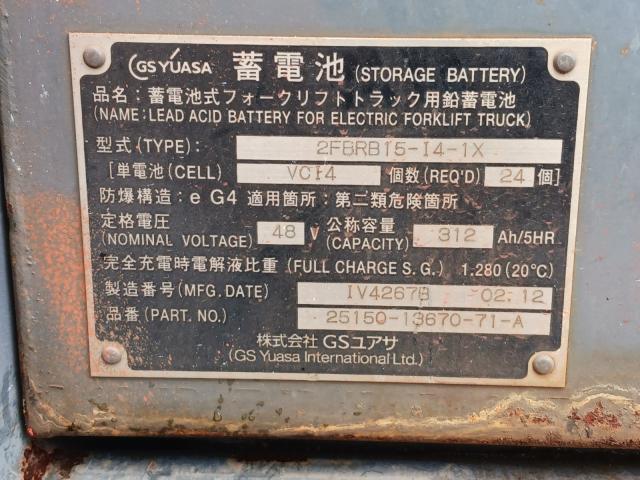 GS YUASA 蓄電池 (STORAGE BATTERY)
品名：蓄電池式フォークリフトトラック用鉛蓄電池
(NAME: LEAD ACID BATTERY FOR ELECTRIC FORKLIFT TRUCK)
型式 (TYPE): 2FBRB15-I4-1X
[単電池 (CELL) VCI4 個数 (REQ'D) 24 個]
防爆構造：e G4 適用箇所：第二類危険箇所
定格電圧 (NOMINAL VOLTAGE) 48 V 公称容量 (CAPACITY) 312 Ah/5HR
完全充電時電解液比重 (FULL CHARGE S. G.) 1.280 (20℃)
製造番号 (MFG. DATE) IV4267B 02.12
品番 (PART. NO.) 25150-13670-71-A
株式会社 GSユアサ
(GS Yuasa International Ltd.)